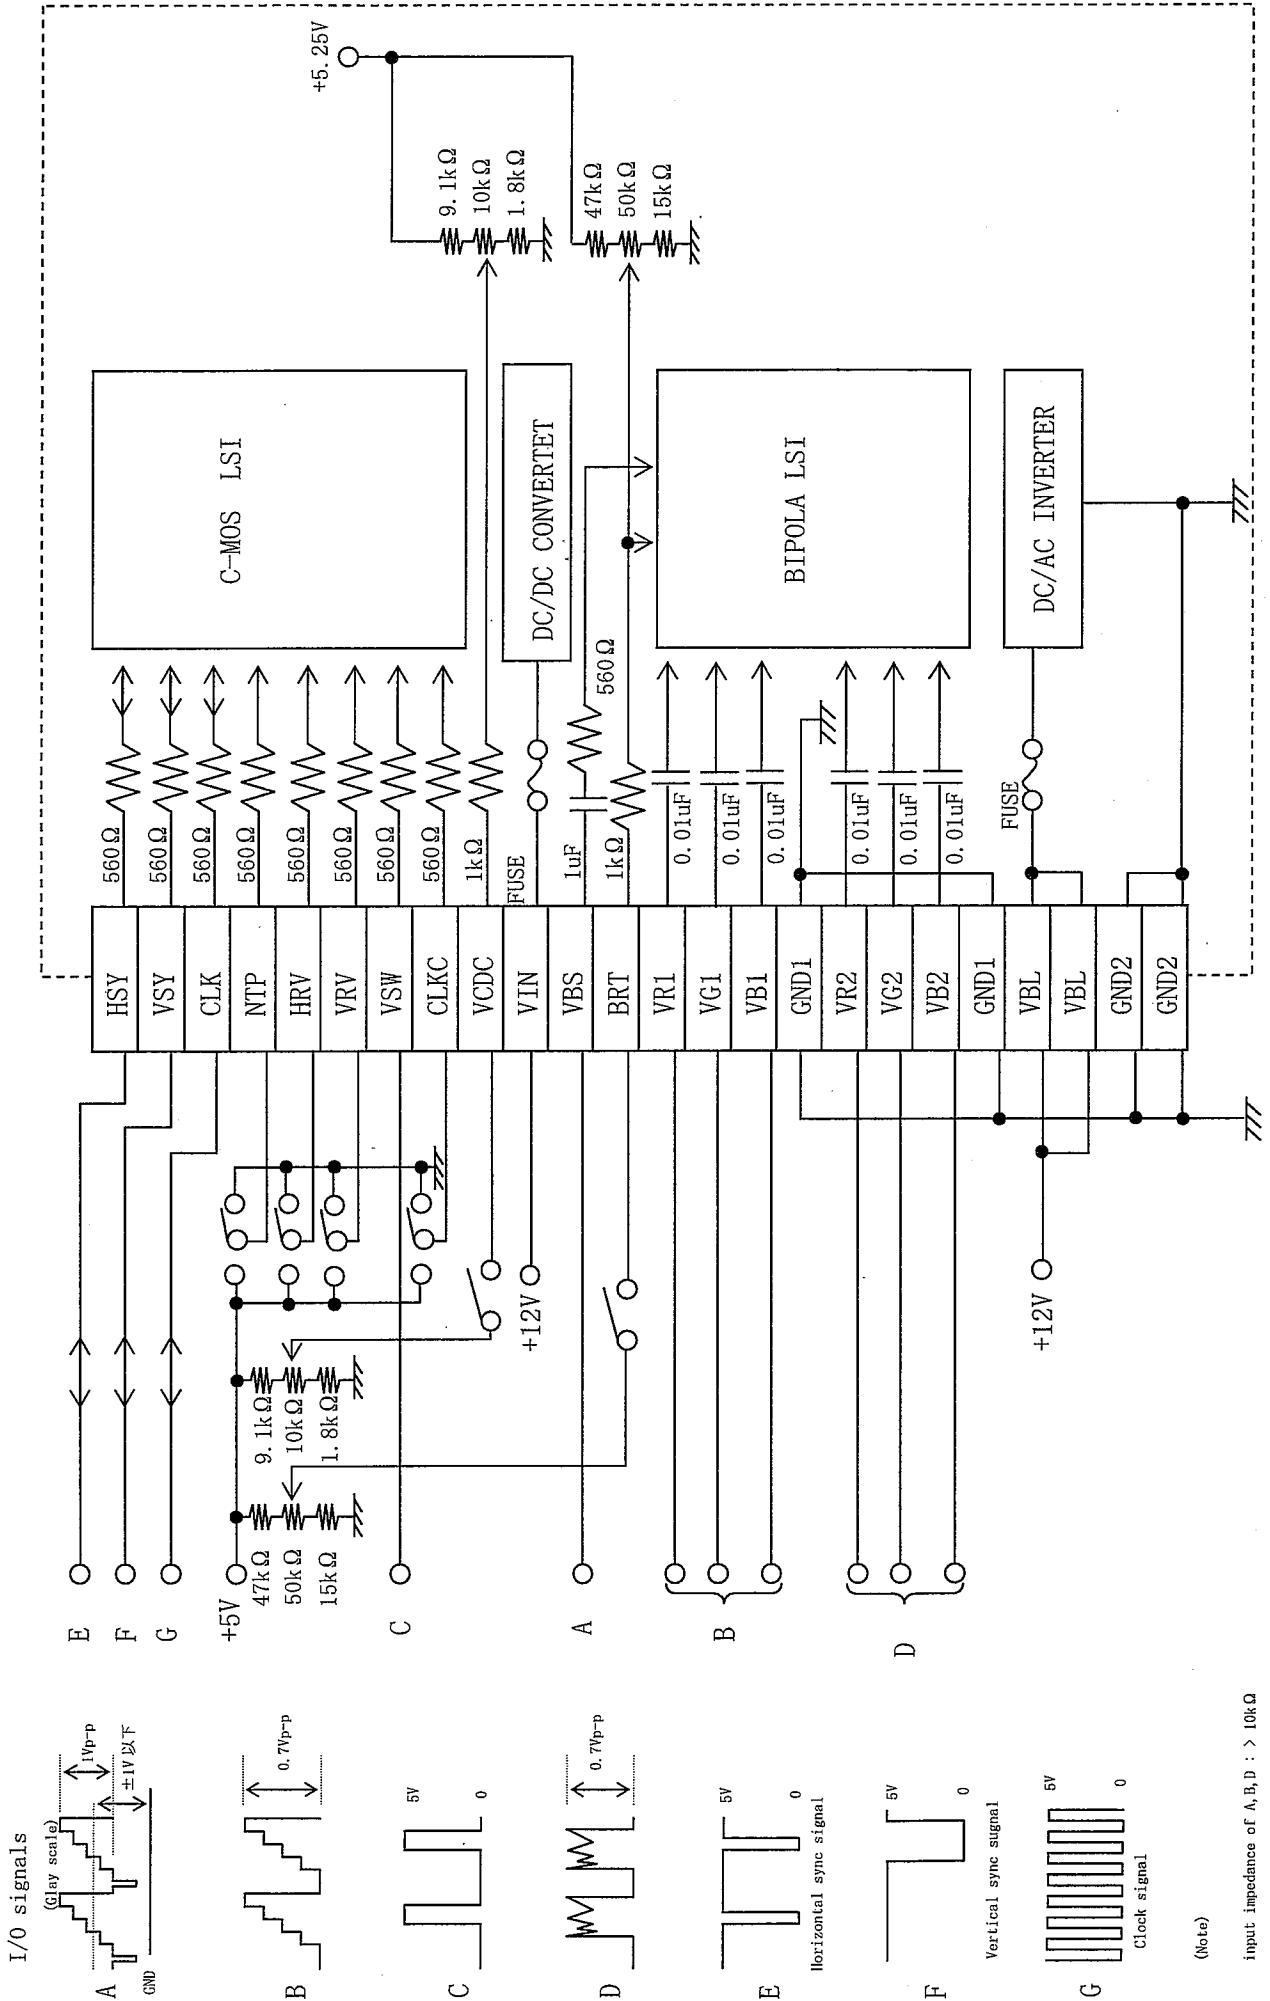 +5.25V
9.1kΩ
10kΩ
1.8kΩ
47kΩ
50kΩ
15kΩ
C-MOS LSI
DC/DC CONVERTET
BIPOLA LSI
DC/AC INVERTER
560Ω
560Ω
560Ω
560Ω
560Ω
560Ω
560Ω
560Ω
1kΩ
FUSE
1uF
560Ω
1kΩ
0.01uF
0.01uF
0.01uF
0.01uF
0.01uF
0.01uF
FUSE
HSY
VSY
CLK
NTP
HRV
VRV
VSW
CLKC
VCDC
VIN
VBS
BRT
VR1
VG1
VB1
GND1
VR2
VG2
VB2
GND1
VBL
VBL
GND2
GND2
+12V
+12V
9.1kΩ
10kΩ
1.8kΩ
47kΩ
50kΩ
15kΩ
E
F
G
+5V
C
A
B
D
I/O signals
(Glay scale)
1Vp-p
±1V以下
GND
A
0.7Vp-p
B
5V
0
C
0.7Vp-p
D
5V
0
Horizontal sync signal
E
5V
0
Vertical sync sugnal
F
5V
0
Clock signal
G
(Note)
input impedance of A,B,D : > 10kΩ